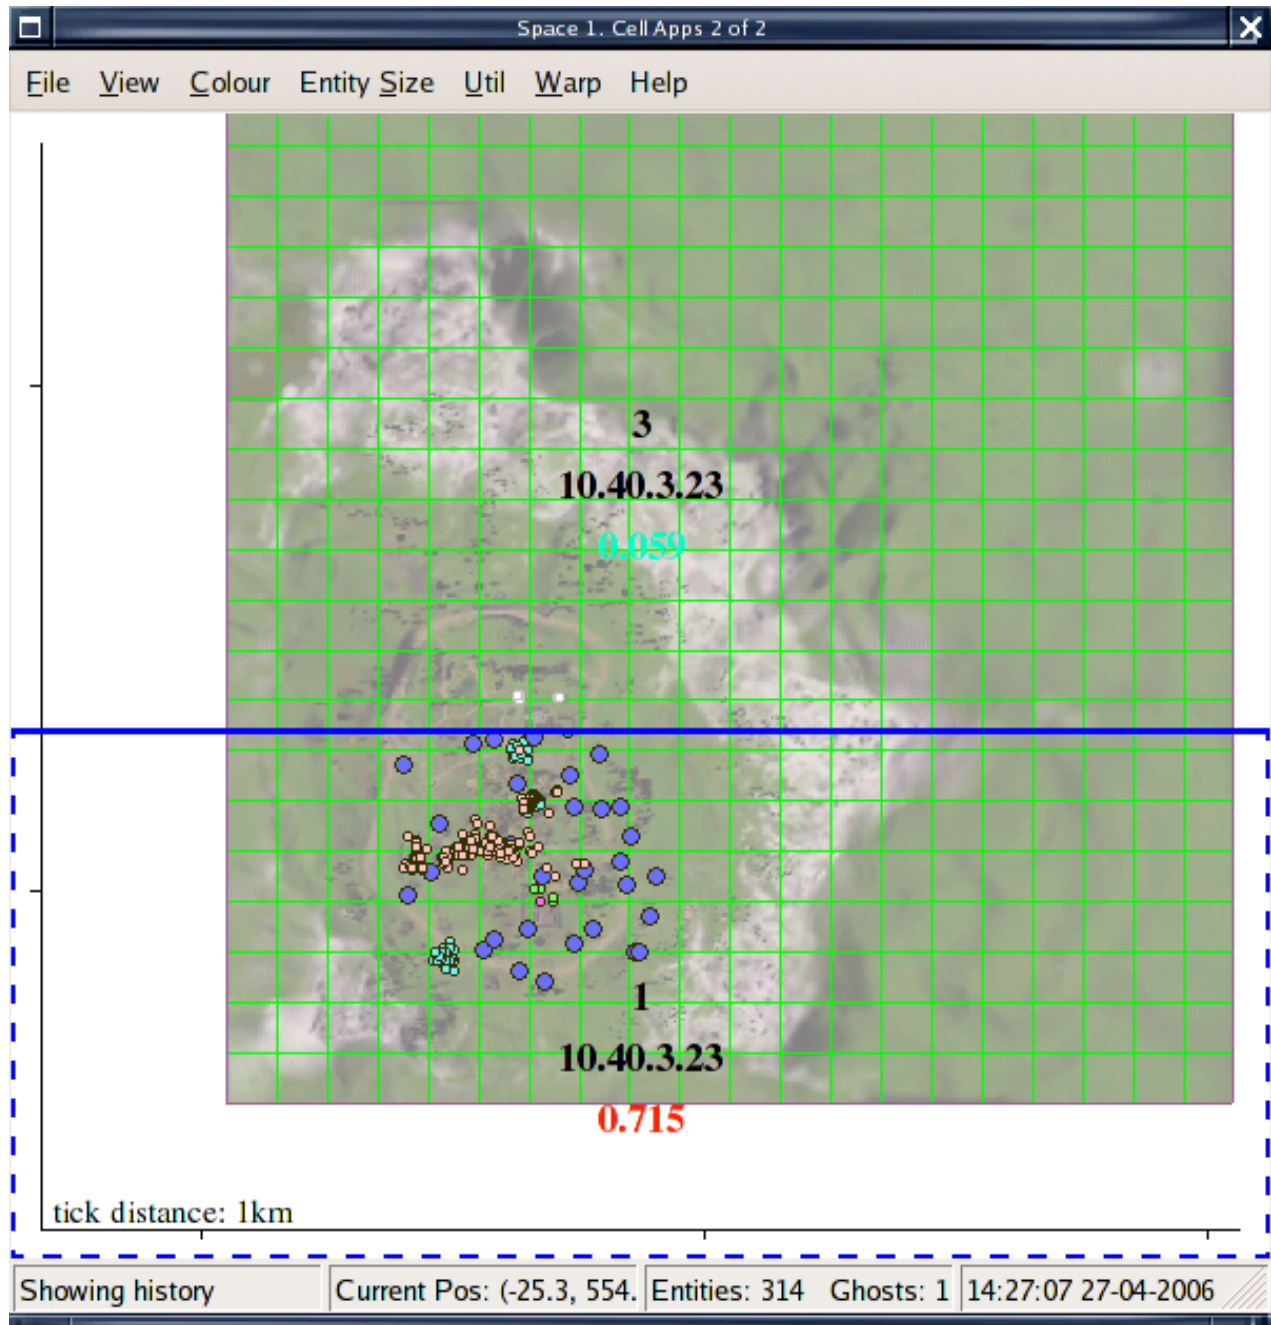 Space 1. Cell Apps 2 of 2
File View Colour Entity Size Util Warp Help
3
10.40.3.23
0.059
1
10.40.3.23
0.715
tick distance: 1km
Showing history Current Pos: (-25.3, 554. Entities: 314 Ghosts: 1 14:27:07 27-04-2006